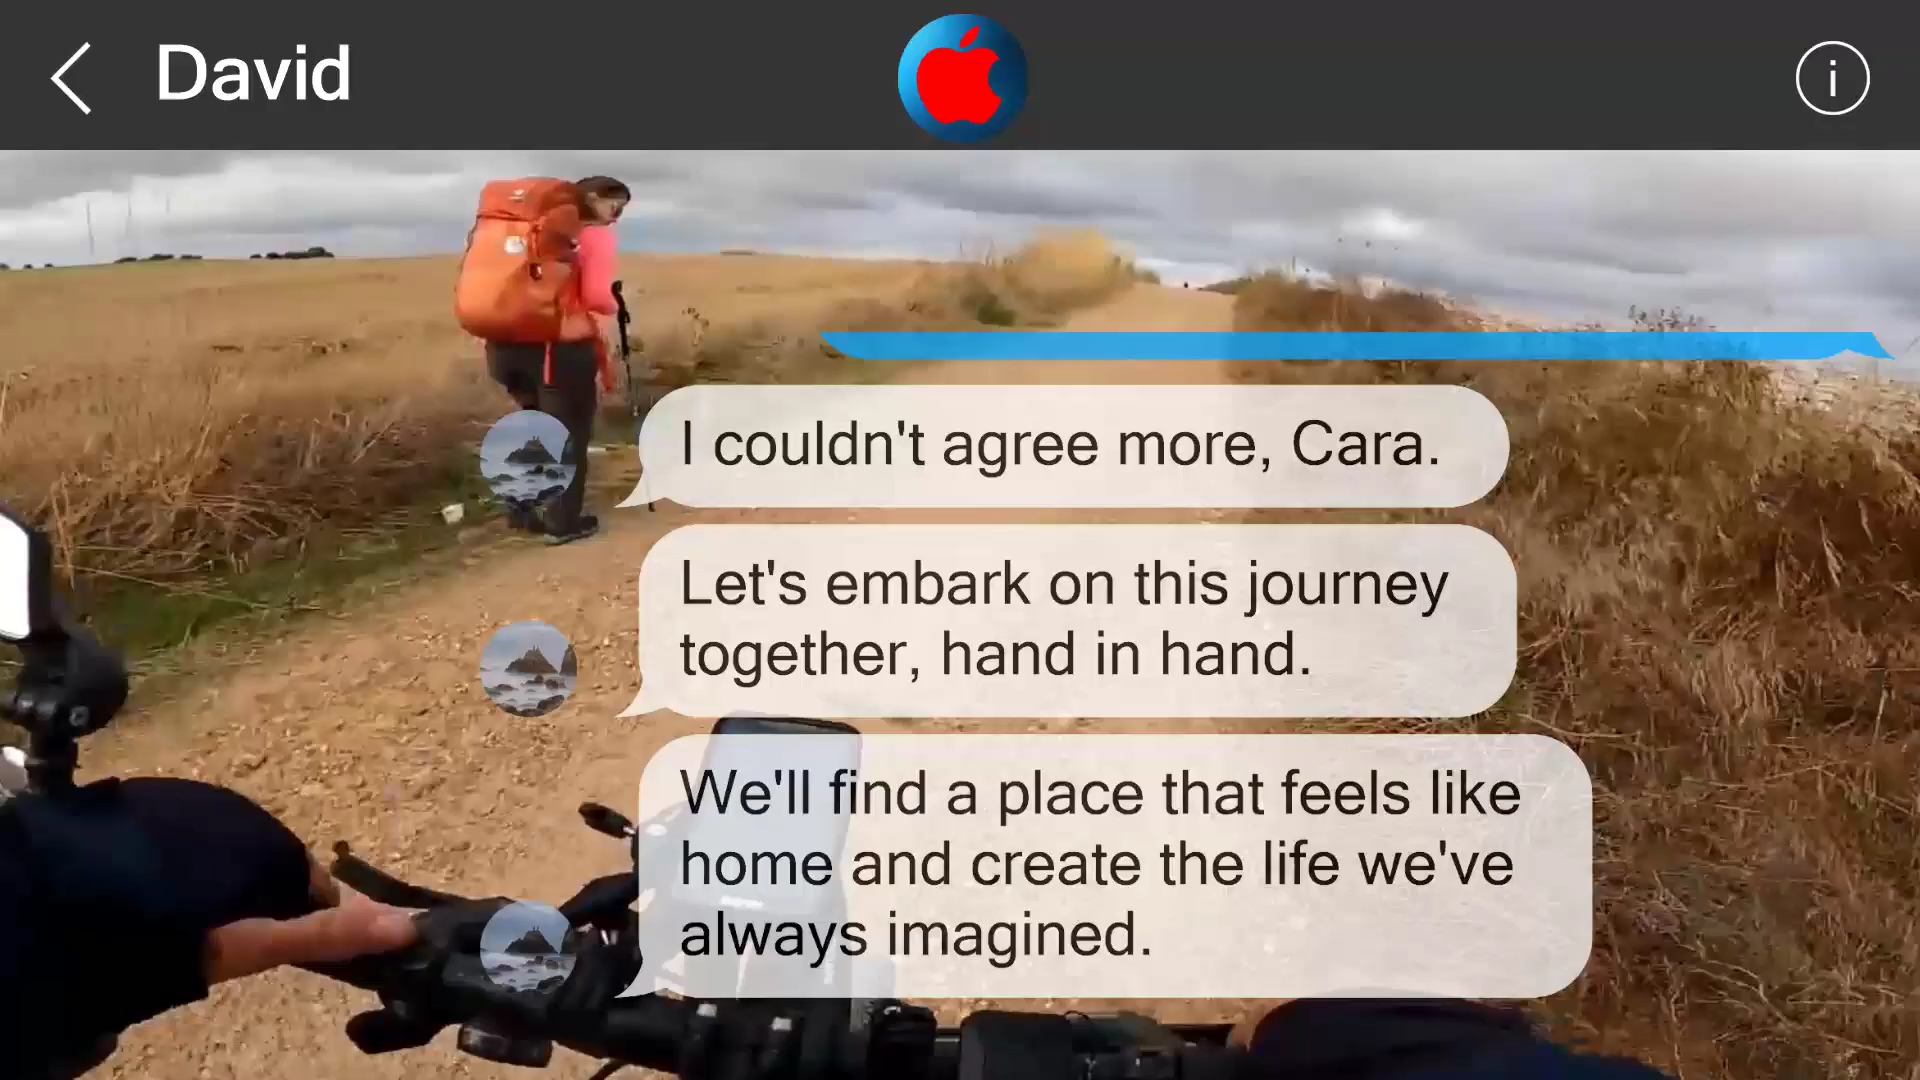 David
I couldn't agree more, Cara.
Let's embark on this journey
together, hand in hand.
We'll find a place that feels like
home and create the life we've
always imagined.